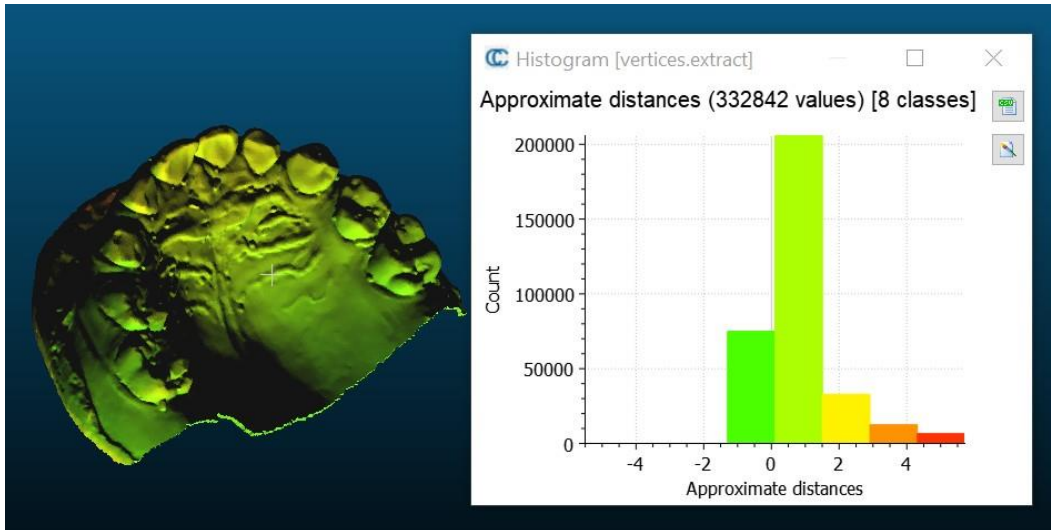 Histogram [vertices.extract]
Approximate distances (332842 values) [8 classes]
CSV
200000
150000
100000
50000
0
Count
-4 -2 0 2 4
Approximate distances